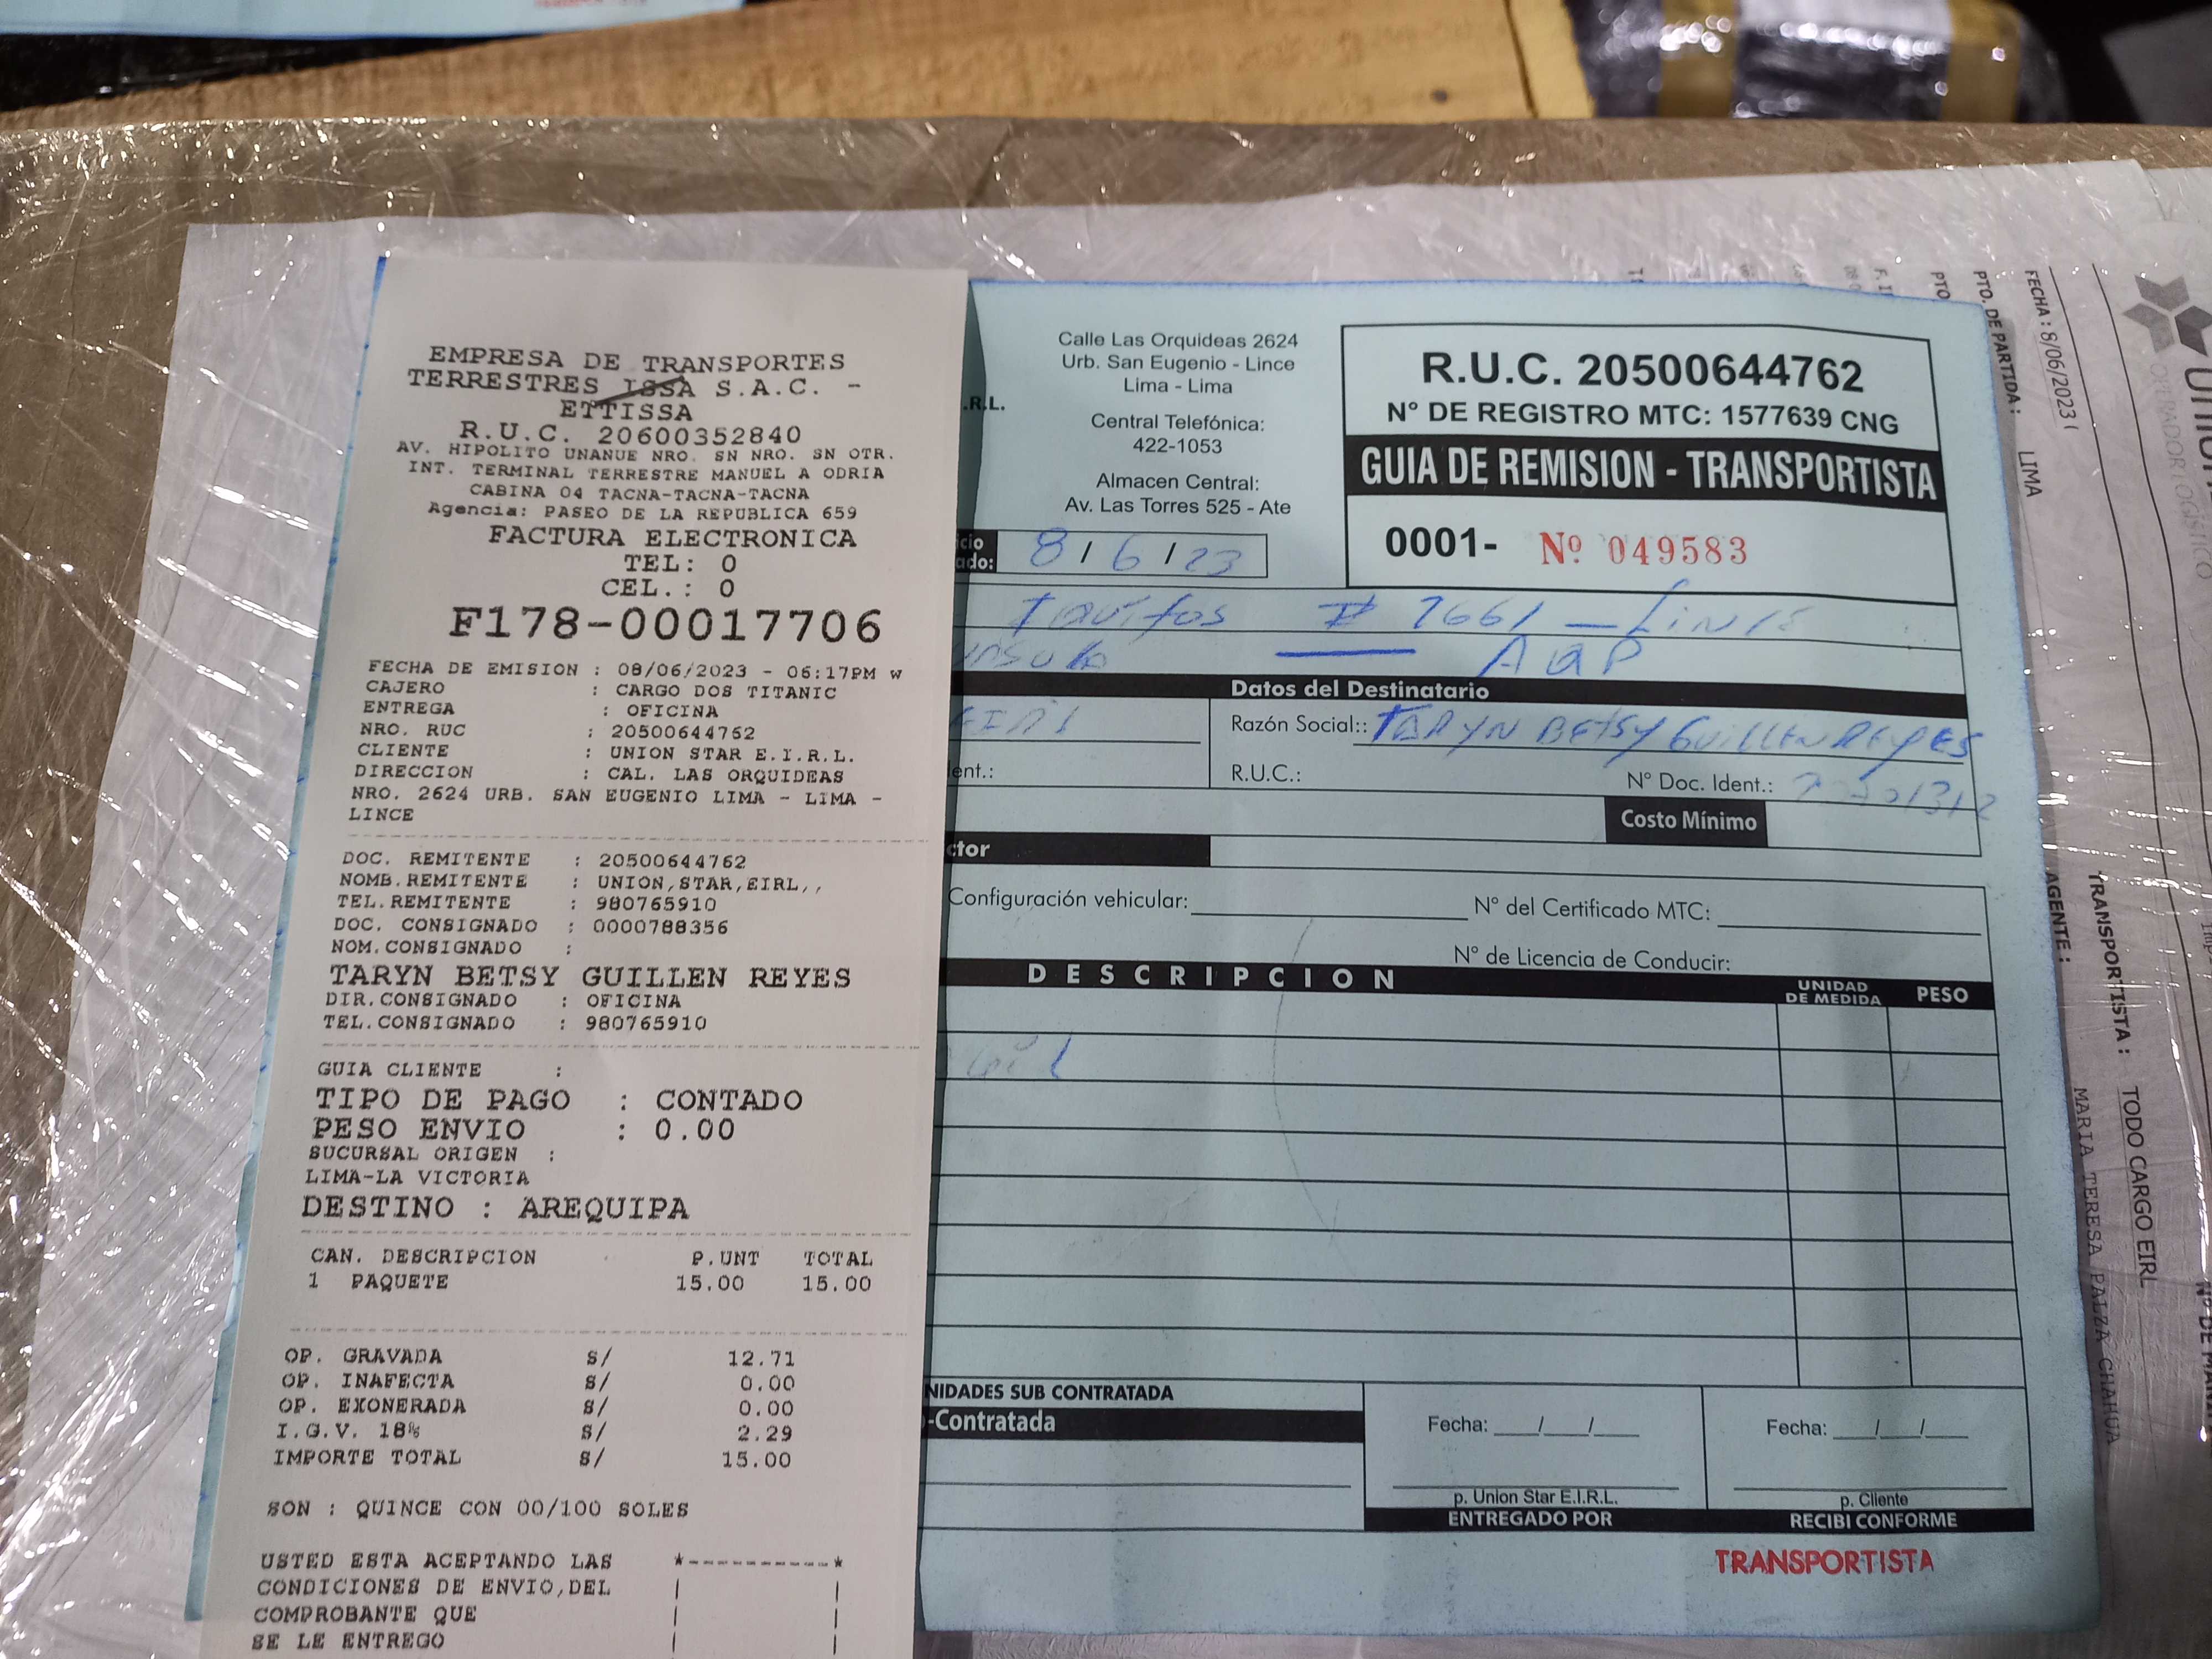 EMPRESA DE TRANSPORTES
TERRESTRES ISSA S.A.C. -
ETTISSA
R.U.C. 20600352840
AV. HIPOLITO UNANUE NRO. SN NRO. SN OTR.
INT. TERMINAL TERRESTRE MANUEL A ODRIA
CABINA 04 TACNA-TACNA-TACNA
Agencia: PASEO DE LA REPUBLICA 659
FACTURA ELECTRONICA
TEL: 0
CEL.: 0
F178-00017706
FECHA DE EMISION : 08/06/2023 - 06:17PM w
CAJERO : CARGO DOS TITANIC
ENTREGA : OFICINA
NRO. RUC : 20500644762
CLIENTE : UNION STAR E.I.R.L.
DIRECCION : CAL. LAS ORQUIDEAS
NRO. 2624 URB. SAN EUGENIO LIMA - LIMA -
LINCE
DOC. REMITENTE : 20500644762
NOMB.REMITENTE : UNION,STAR,EIRL,,
TEL.REMITENTE : 980765910
DOC. CONSIGNADO : 0000788356
NOM.CONSIGNADO :
TARYN BETSY GUILLEN REYES
DIR.CONSIGNADO : OFICINA
TEL.CONSIGNADO : 980765910
GUIA CLIENTE :
TIPO DE PAGO : CONTADO
PESO ENVIO : 0.00
SUCURSAL ORIGEN :
LIMA-LA VICTORIA
DESTINO : AREQUIPA
CAN. DESCRIPCION P.UNT TOTAL
1 PAQUETE 15.00 15.00
OP. GRAVADA S/ 12.71
OP. INAFECTA S/ 0.00
OP. EXONERADA S/ 0.00
I.G.V. 18% S/ 2.29
IMPORTE TOTAL S/ 15.00
SON : QUINCE CON 00/100 SOLES
USTED ESTA ACEPTANDO LAS
CONDICIONES DE ENVIO,DEL
COMPROBANTE QUE
SE LE ENTREGO
.R.L.
Calle Las Orquideas 2624
Urb. San Eugenio - Lince
Lima - Lima
Central Telefónica:
422-1053
Almacen Central:
Av. Las Torres 525 - Ate
R.U.C. 20500644762
N° DE REGISTRO MTC: 1577639 CNG
GUIA DE REMISION - TRANSPORTISTA
0001- Nº 049583
cio
ado: 8 / 6 / 23
AQP
Datos del Destinatario
Razón Social:: TARYN BETSY GUILLEN REYES
ent.:
R.U.C.: N° Doc. Ident.:
Costo Mínimo
ctor
Configuración vehicular: N° del Certificado MTC:
N° de Licencia de Conducir:
DESCRIPCION UNIDAD DE MEDIDA PESO
NIDADES SUB CONTRATADA
-Contratada
Fecha: __/__/__ Fecha: __/__/__
p. Union Star E.I.R.L. p. Cliente
ENTREGADO POR RECIBI CONFORME
TRANSPORTISTA
FECHA : 8/06/2023
PTO. DE PARTIDA : LIMA
TRANSPORTISTA : TODO CARGO EIRL
AGENTE : MARIA TERESA PALZA CHAHUA
OPERADOR LOGISTICO